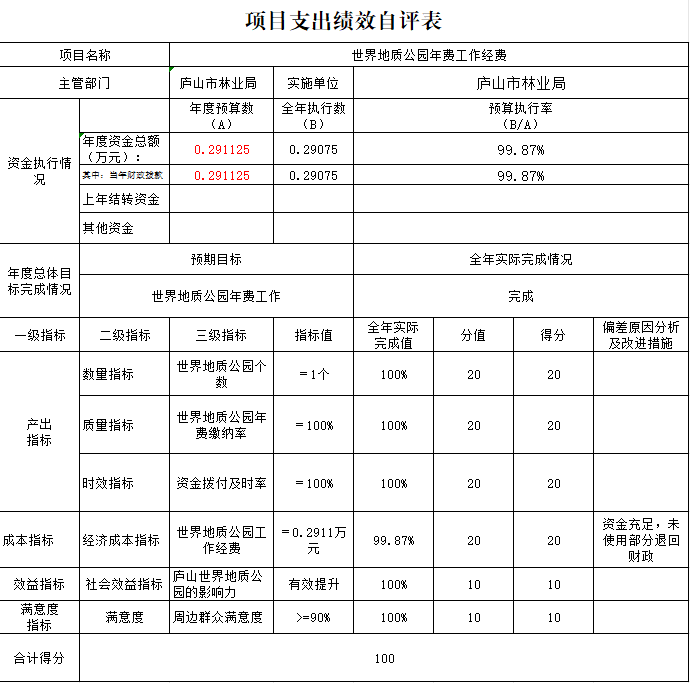 项目支出绩效自评表
项目名称 世界地质公园年费工作经费
主管部门 庐山市林业局 实施单位 庐山市林业局
资金执行情况 年度预算数（A） 全年执行数（B） 预算执行率（B/A）
年度资金总额（万元）： 0.291125 0.29075 99.87%
其中：当年财政拨款 0.291125 0.29075 99.87%
上年结转资金
其他资金
年度总体目标完成情况 预期目标 全年实际完成情况
世界地质公园年费工作 完成
一级指标 二级指标 三级指标 指标值 全年实际完成值 分值 得分 偏差原因分析及改进措施
产出指标 数量指标 世界地质公园个数 ＝1个 100% 20 20
质量指标 世界地质公园年费缴纳率 ＝100% 100% 20 20
时效指标 资金拨付及时率 ＝100% 100% 20 20
成本指标 经济成本指标 世界地质公园工作经费 ＝0.2911万元 99.87% 20 20 资金充足，未使用部分退回财政
效益指标 社会效益指标 庐山世界地质公园的影响力 有效提升 100% 10 10
满意度指标 满意度 周边群众满意度 >=90% 100% 10 10
合计得分 100